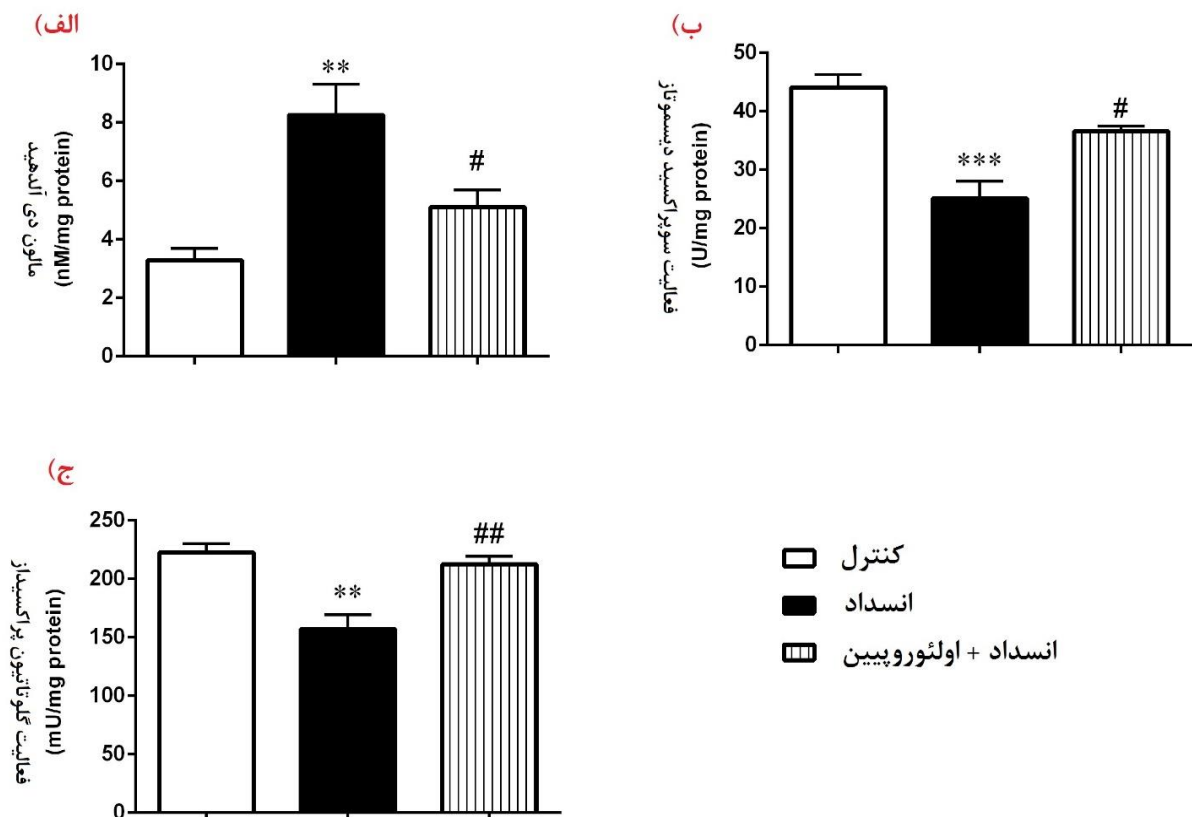 الف)
10
8
6
4
2
0
مالون دی آلدهید
(nM/mg protein)
**
#
ب)
50
40
30
20
10
0
فعالیت سوپراکسید دیسموتاز
(U/mg protein)
***
#
ج)
250
200
150
100
50
0
فعالیت گلوتاتیون پراکسیداز
(mU/mg protein)
**
##
کنترل
انسداد
انسداد + اولئوروپیین